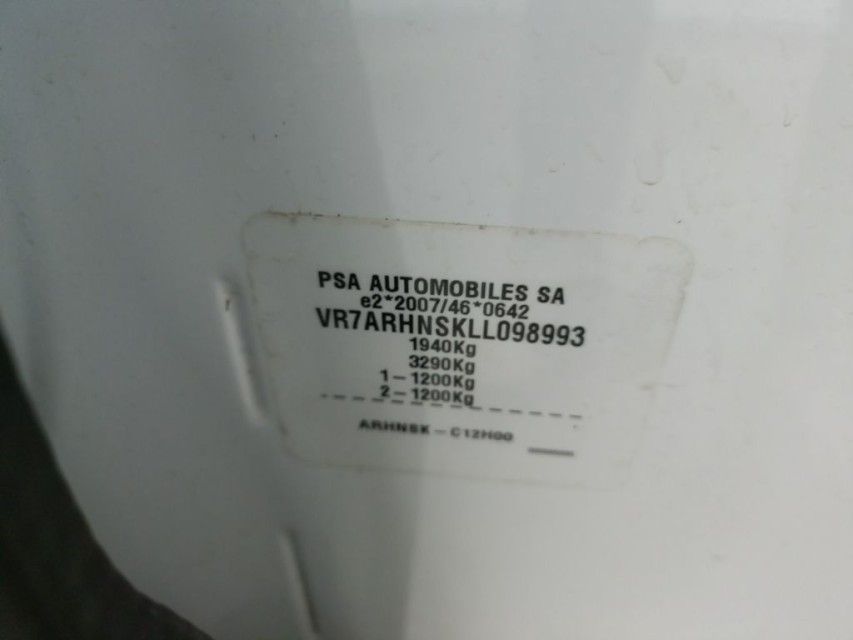 PSA AUTOMOBILES SA
e2*2007/46*0642
VR7ARHNSKLL098993
1940Kg
3290Kg
1-1200Kg
2-1200Kg
ARHNSK-C12H00